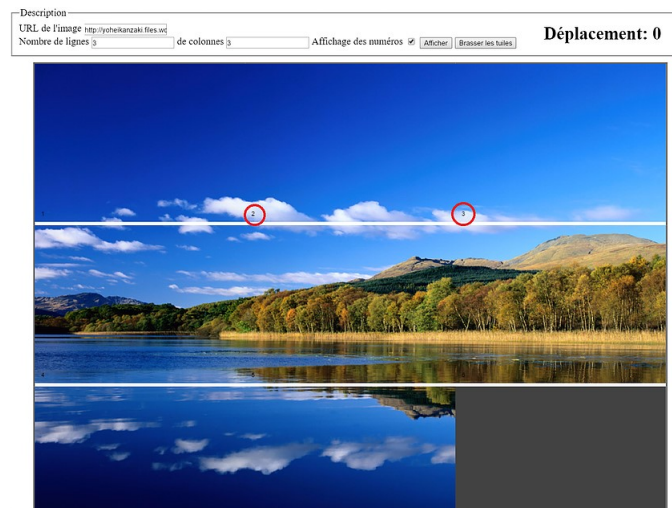 Description
URL de l'image http://yoheikanzaki.files.wc
Déplacement: 0
Nombre de lignes 3 de colonnes 3 Affichage des numéros Afficher Brasser les tuiles
2 3